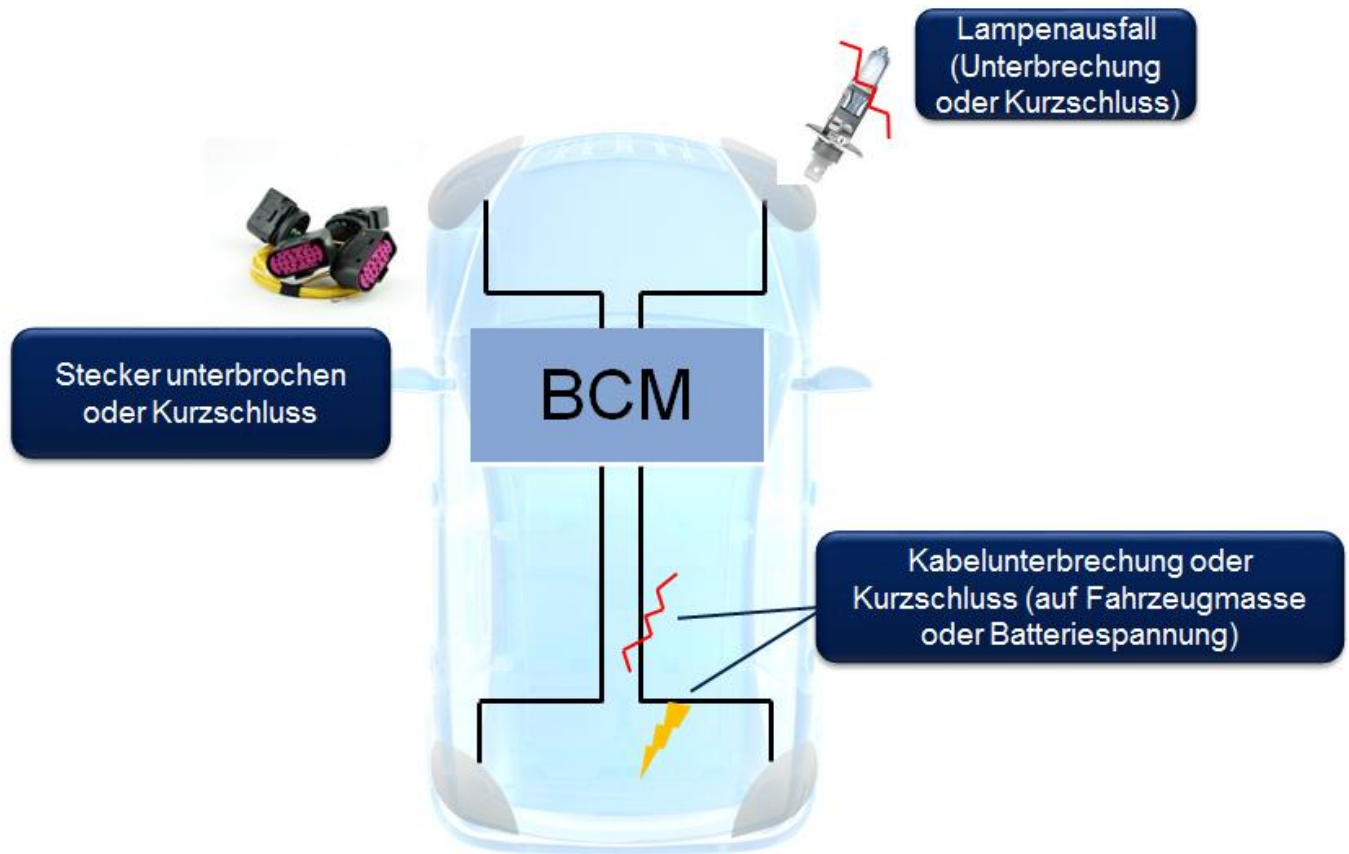 Lampenausfall
(Unterbrechung
oder Kurzschluss)
Stecker unterbrochen
oder Kurzschluss
BCM
Kabelunterbrechung oder
Kurzschluss (auf Fahrzeugmasse
oder Batteriespannung)